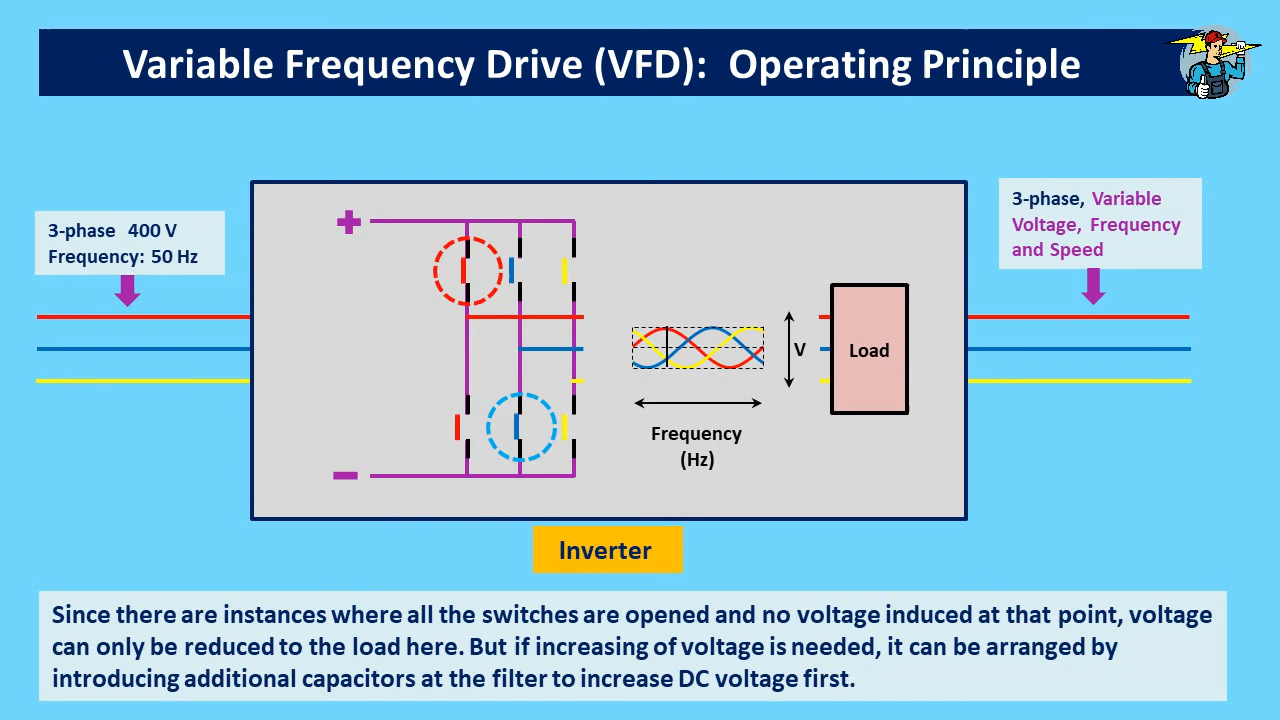 Variable Frequency Drive (VFD): Operating Principle
3-phase 400 V
Frequency: 50 Hz
3-phase, Variable
Voltage, Frequency
and Speed
+
V
Load
Frequency
(Hz)
-
Inverter
Since there are instances where all the switches are opened and no voltage induced at that point, voltage
can only be reduced to the load here. But if increasing of voltage is needed, it can be arranged by
introducing additional capacitors at the filter to increase DC voltage first.